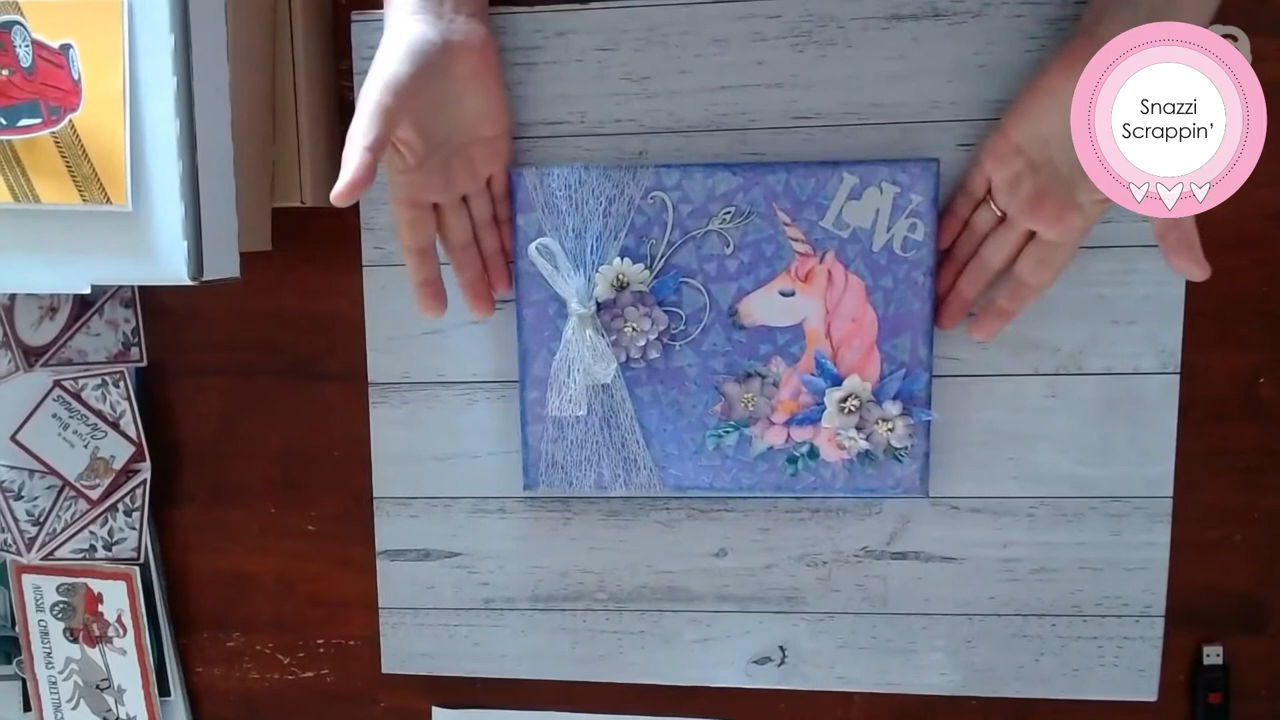 Snazzi
Scrappin'
LOVE
True Blue
Christmas
AUSSIE CHRISTMAS GREETINGS